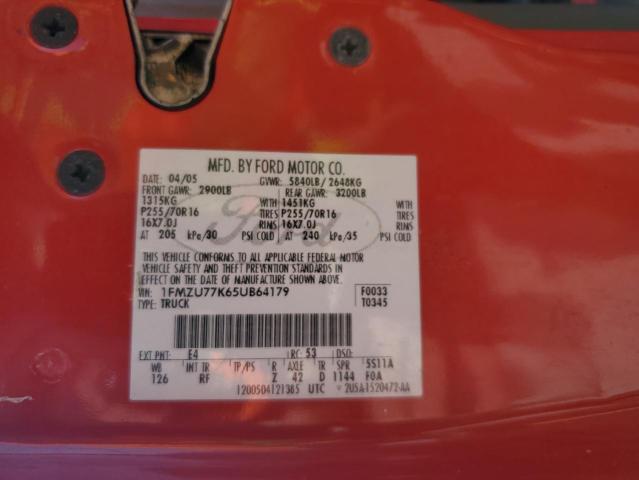 MFD. BY FORD MOTOR CO.
DATE: 04/05 GVWR: 5840LB / 2648KG
FRONT GAWR: 2900LB REAR GAWR: 3200LB
1315KG WITH 1451KG WITH
P255/70R16 TIRES P255/70R16 TIRES
16X7.0J RIMS 16X7.0J RIMS
AT 205 kPa/30 PSI COLD AT 240 kPa/35 PSI COLD
Ford
THIS VEHICLE CONFORMS TO ALL APPLICABLE FEDERAL MOTOR
VEHICLE SAFETY AND THEFT PREVENTION STANDARDS IN
EFFECT ON THE DATE OF MANUFACTURE SHOWN ABOVE.
VIN: 1FMZU77K65UB64179 F0033
TYPE: TRUCK T0345
EXT PNT: E4 RC: 53 DSO:
WB INT TR TP/PS R AXLE TR SPR 5S11A
126 RF Z 42 D 1144 F0A
1200504121385 UTC 2U5A1520472-AA